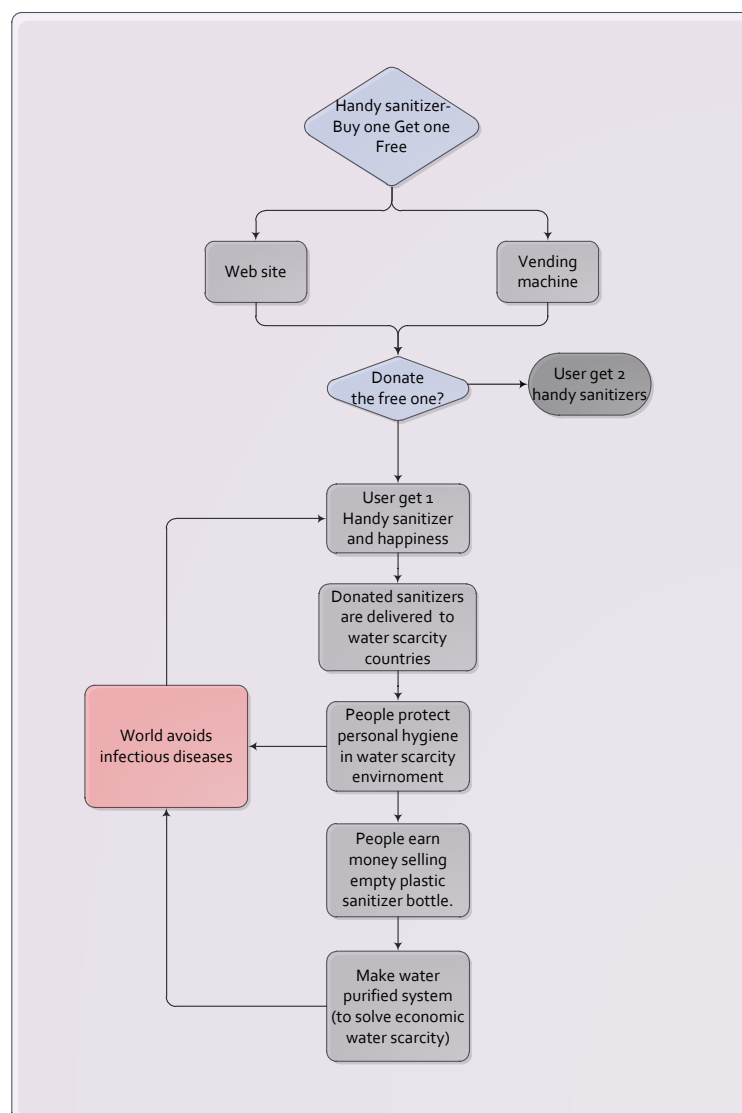 Handy sanitizer-
Buy one Get one
Free
Web site
Vending
machine
Donate
the free one?
User get 2
handy sanitizers
User get 1
Handy sanitizer
and happiness
Donated sanitizers
are delivered to
water scarcity
countries
World avoids
infectious diseases
People protect
personal hygiene
in water scarcity
envirnoment
People earn
money selling
empty plastic
sanitizer bottle.
Make water
purified system
(to solve economic
water scarcity)